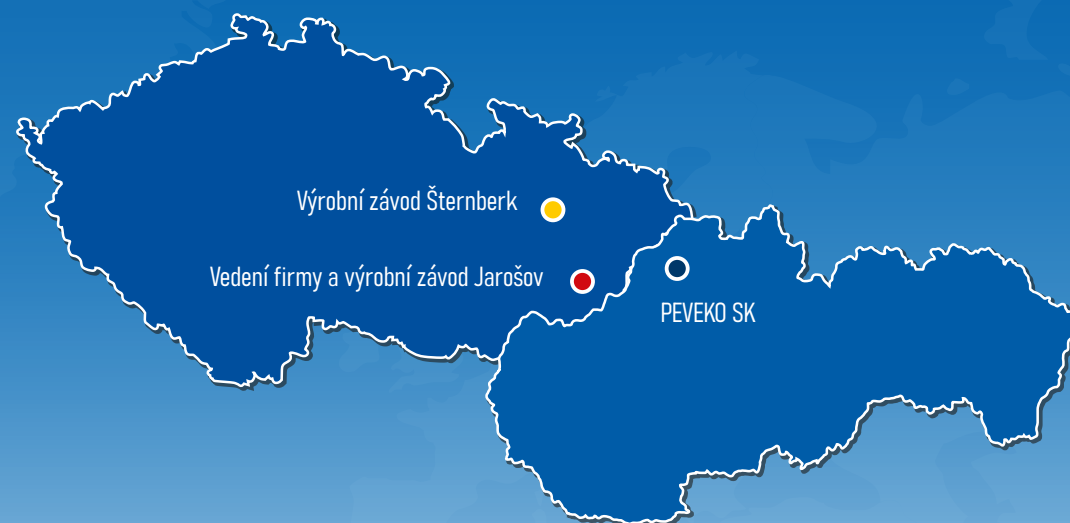 Výrobní závod Šternberk
Vedení firmy a výrobní závod Jarošov
PEVEKO SK